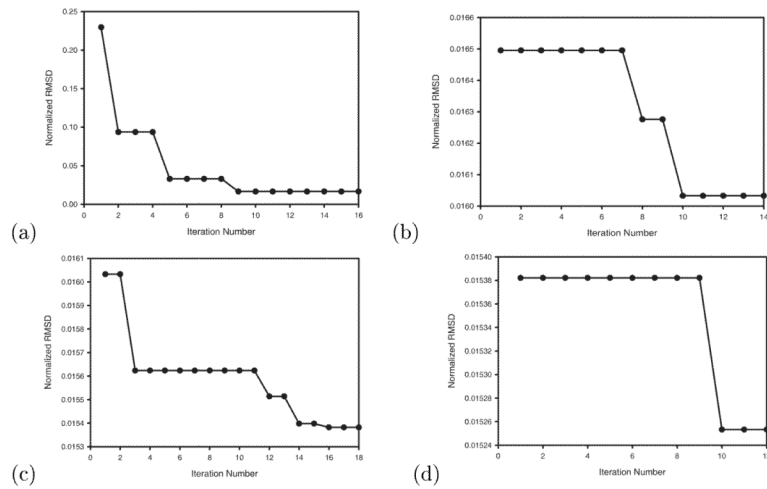 0.25
0.20
0.15
0.10
0.05
0.00
Normalized RMSD
0 2 4 6 8 10 12 14 16
Iteration Number
(a)
0.0166
0.0165
0.0164
0.0163
0.0162
0.0161
0.0160
Normalized RMSD
0 2 4 6 8 10 12 14
Iteration Number
(b)
0.0161
0.0160
0.0159
0.0158
0.0157
0.0156
0.0155
0.0154
0.0153
Normalized RMSD
0 2 4 6 8 10 12 14 16 18
Iteration Number
(c)
0.01540
0.01538
0.01536
0.01534
0.01532
0.01530
0.01528
0.01526
0.01524
Normalized RMSD
0 2 4 6 8 10 12
Iteration Number
(d)